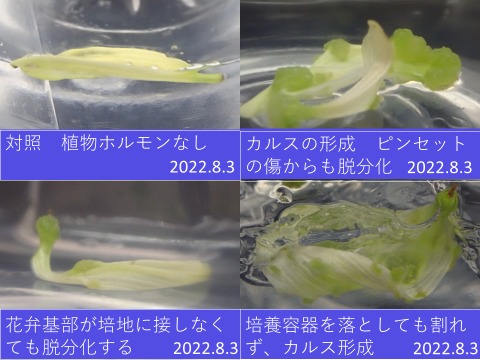 対照　植物ホルモンなし
2022.8.3
カルスの形成　ピンセット
の傷からも脱分化　2022.8.3
花弁基部が培地に接しなく
ても脱分化する　2022.8.3
培養容器を落としても割れ
ず、カルス形成　2022.8.3